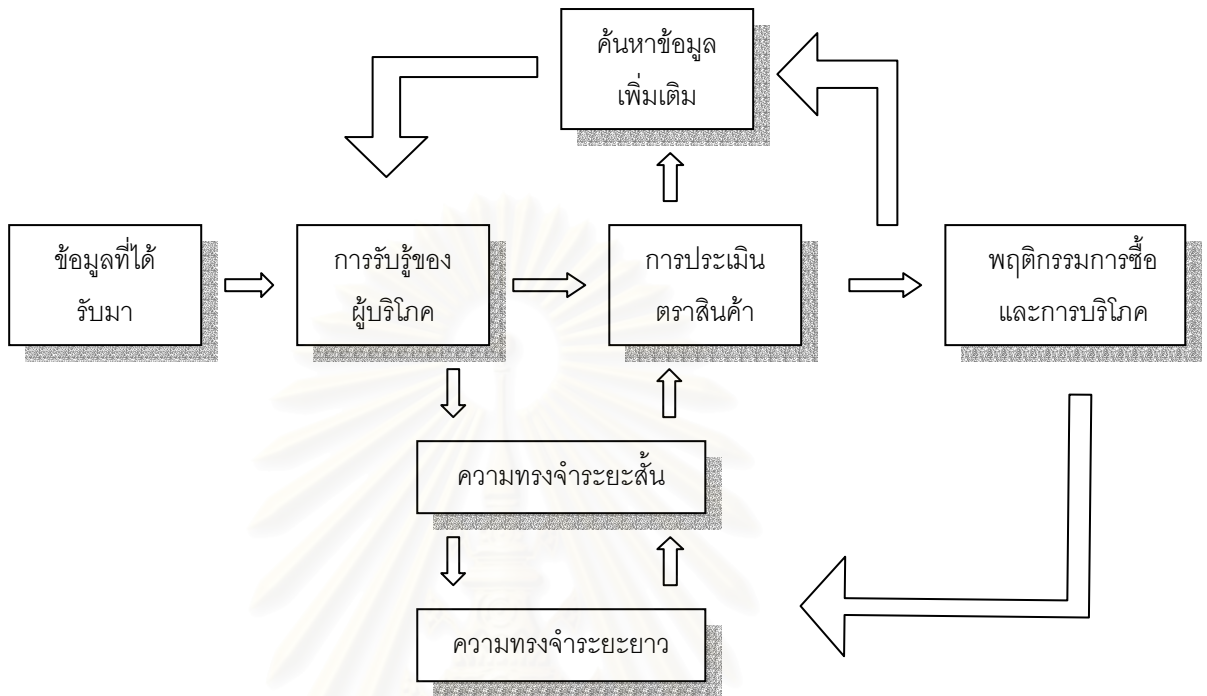 ค้นหาข้อมูล
เพิ่มเติม
ข้อมูลที่ได้
รับมา
การรับรู้ของ
ผู้บริโภค
การประเมิน
ตราสินค้า
พฤติกรรมการซื้อ
และการบริโภค
ความทรงจำระยะสั้น
ความทรงจำระยะยาว